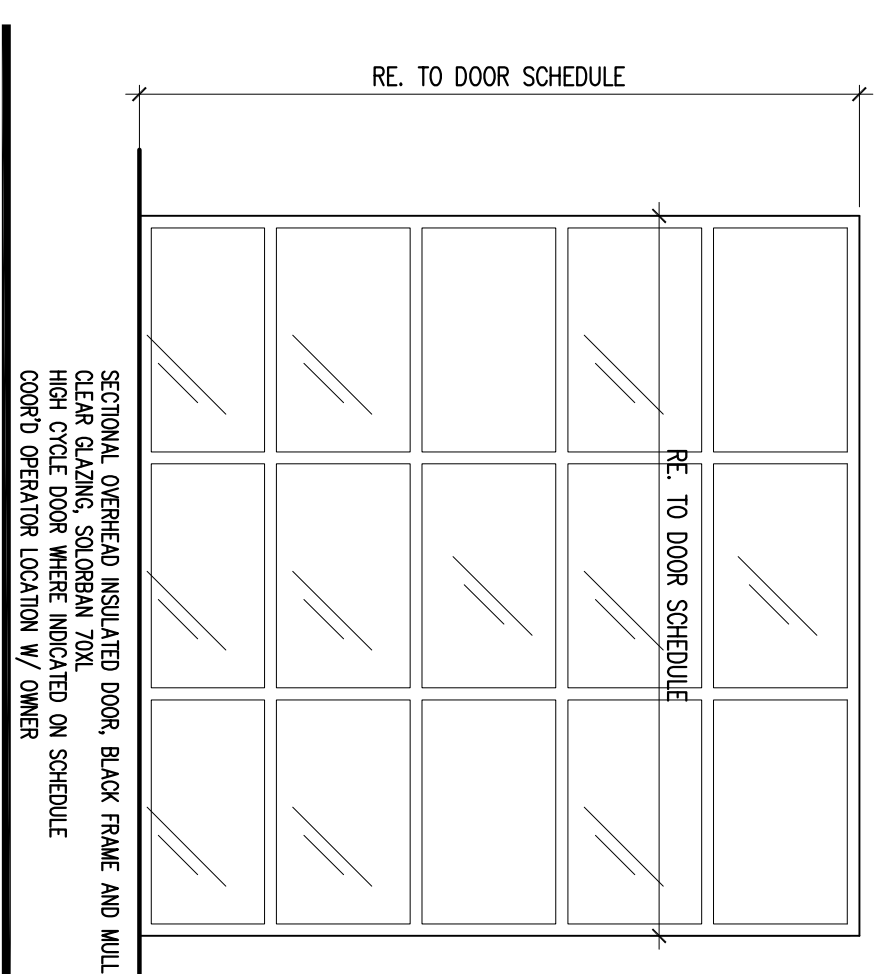 RE. TO DOOR SCHEDULE
RE. TO DOOR SCHEDULE
SECTIONAL OVERHEAD INSULATED DOOR, BLACK FRAME AND MULL
CLEAR GLAZING, SOLORBAN 70XL
HIGH CYCLE DOOR WHERE INDICATED ON SCHEDULE
COOR'D OPERATOR LOCATION W/ OWNER